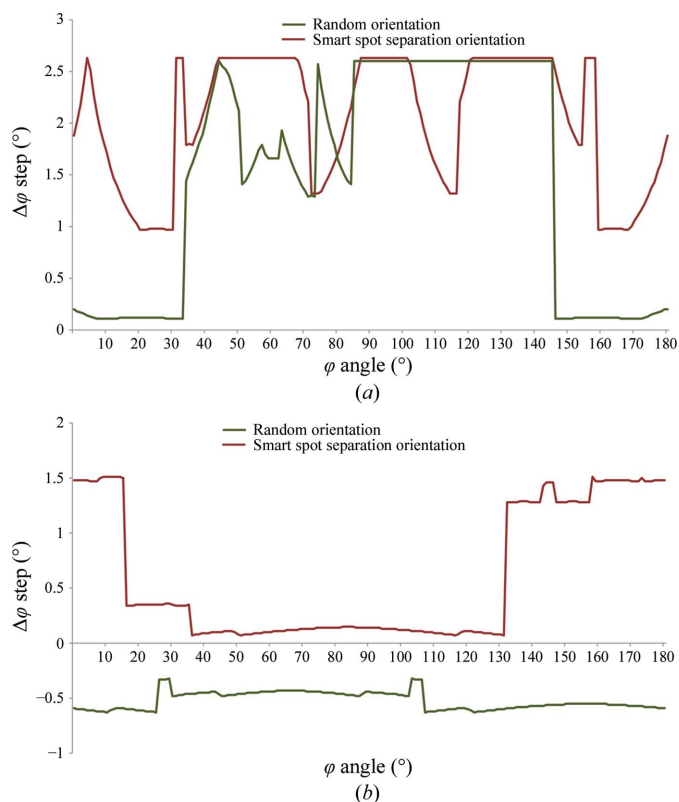 Random orientation
Smart spot separation orientation
3
2.5
2
1.5
1
0.5
0
Δφ step (°)
10 20 30 40 50 60 70 80 90 100 110 120 130 140 150 160 170 180
φ angle (°)
(a)
Random orientation
Smart spot separation orientation
2
1.5
1
0.5
0
−0.5
−1
Δφ step (°)
10 20 30 40 50 60 70 80 90 100 110 120 130 140 150 160 170 180
φ angle (°)
(b)